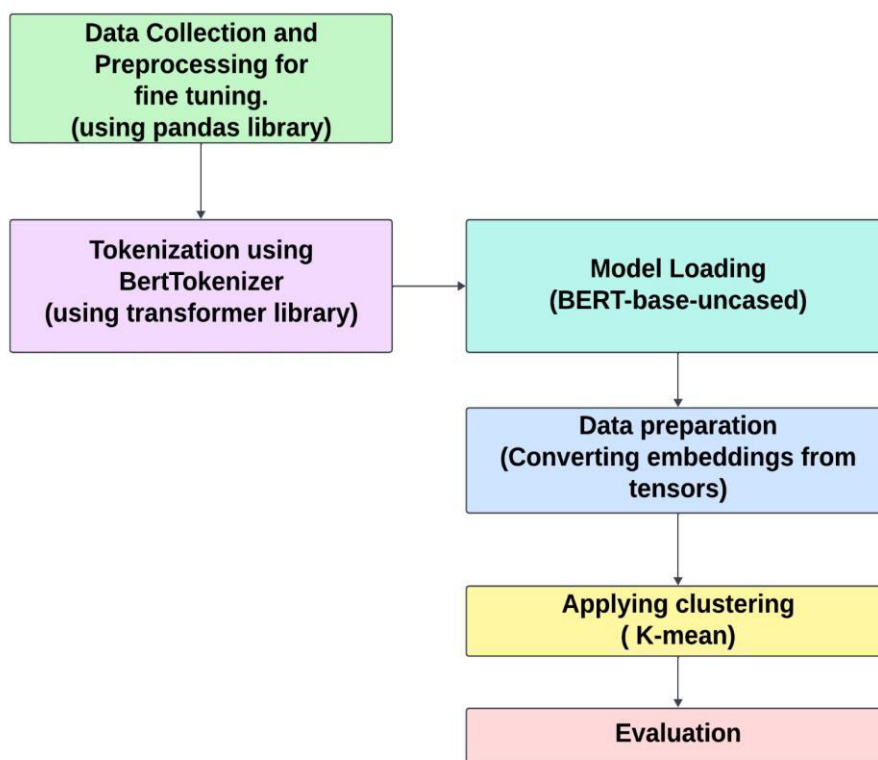 Data Collection and
Preprocessing for
fine tuning.
(using pandas library)
Tokenization using
BertTokenizer
(using transformer library)
Model Loading
(BERT-base-uncased)
Data preparation
(Converting embeddings from
tensors)
Applying clustering
( K-mean)
Evaluation